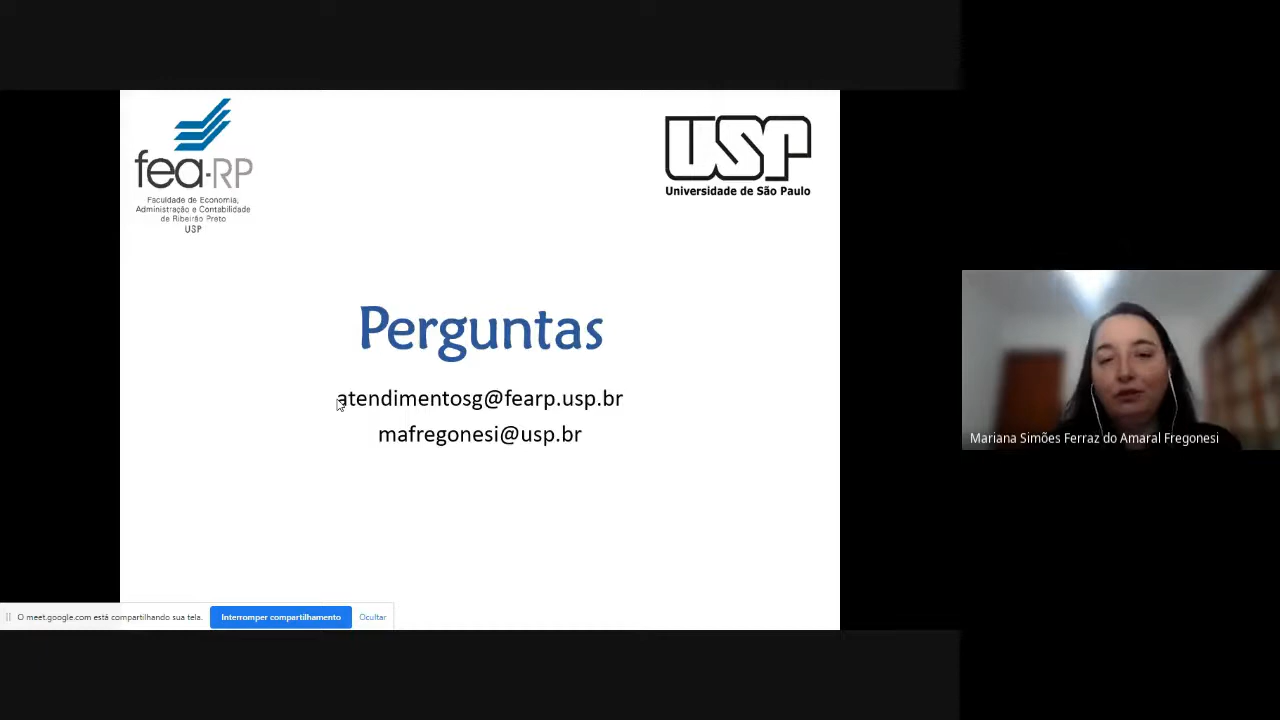 fea-RP
Faculdade de Economia,
Administração e Contabilidade
de Ribeirão Preto
USP
USP
Universidade de São Paulo
Perguntas
atendimentosg@fearp.usp.br
mafregonesi@usp.br
Mariana Simões Ferraz do Amaral Fregonesi
O meet.google.com está compartilhando sua tela.
Interromper compartilhamento
Ocultar